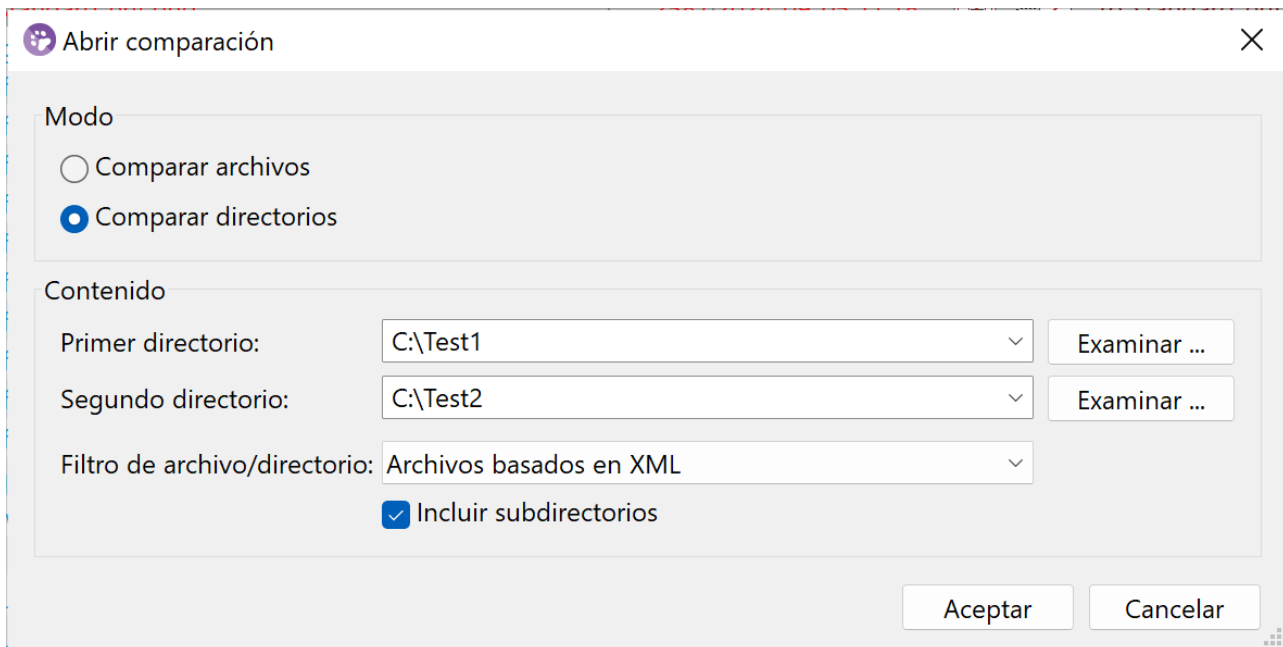 Abrir comparación
Modo
Comparar archivos
Comparar directorios
Contenido
Primer directorio: C:\Test1 Examinar ...
Segundo directorio: C:\Test2 Examinar ...
Filtro de archivo/directorio: Archivos basados en XML
Incluir subdirectorios
Aceptar Cancelar